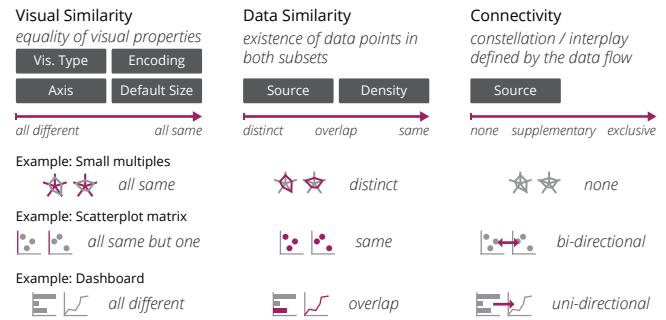 Visual Similarity
equality of visual properties
Vis. Type
Encoding
Axis
Default Size
all different
all same
Data Similarity
existence of data points in
both subsets
Source
Density
distinct
overlap
same
Connectivity
constellation / interplay
defined by the data flow
Source
none
supplementary
exclusive
Example: Small multiples
all same
distinct
none
Example: Scatterplot matrix
all same but one
same
bi-directional
Example: Dashboard
all different
overlap
uni-directional